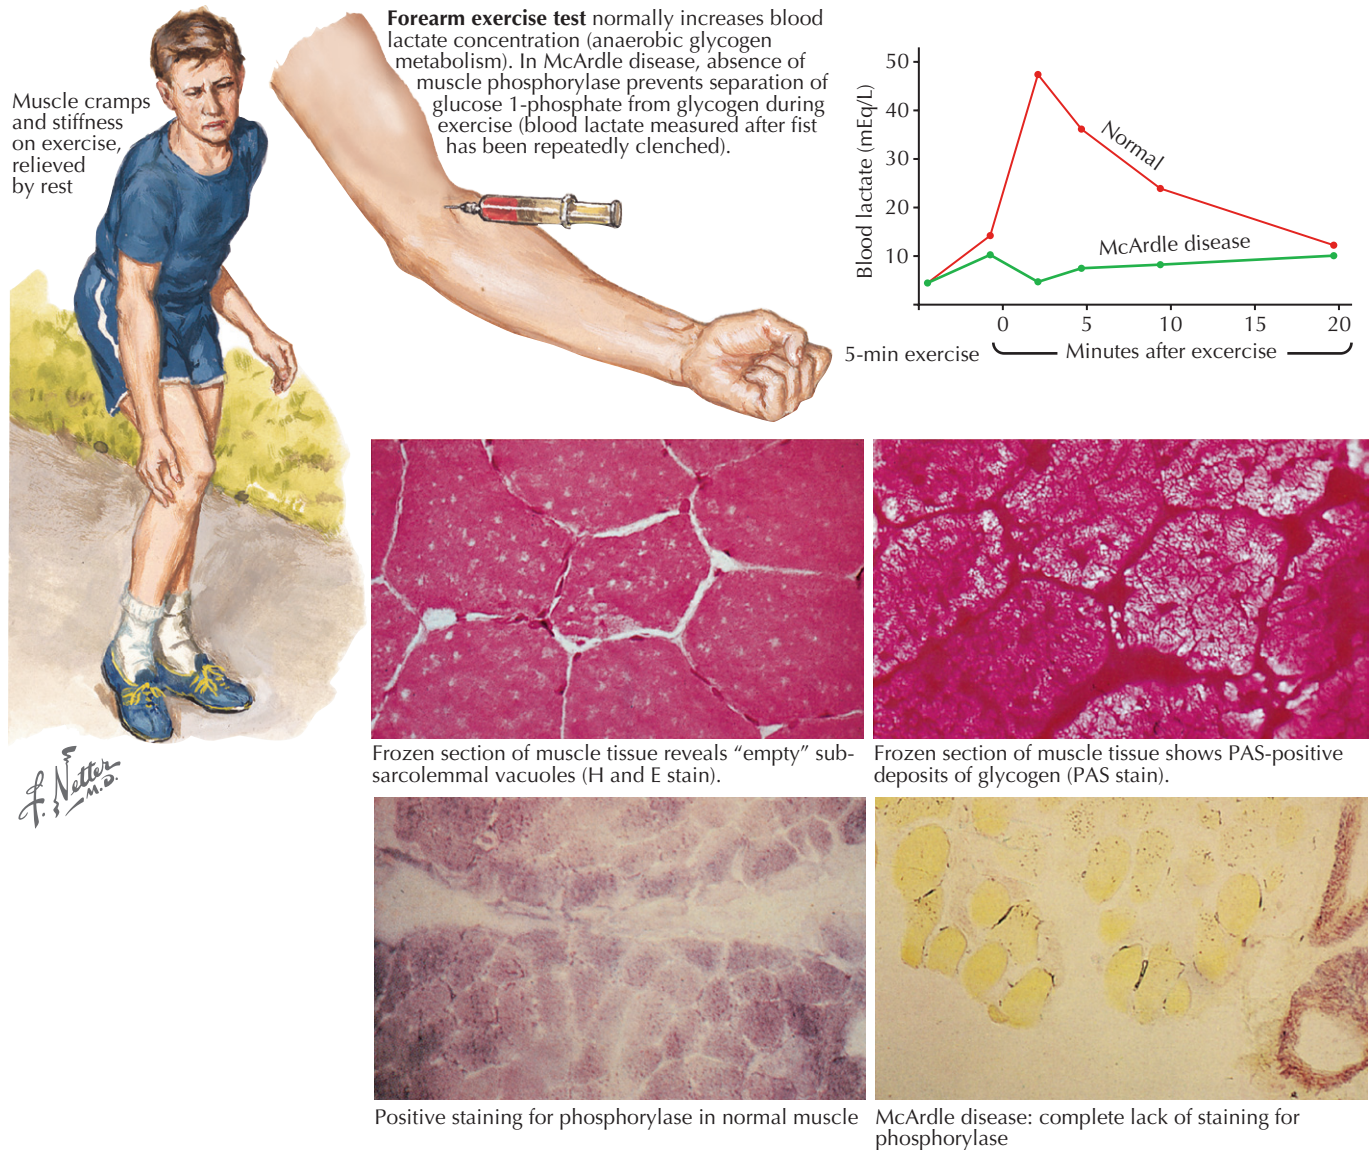 Forearm exercise test normally increases blood
lactate concentration (anaerobic glycogen
metabolism). In McArdle disease, absence of
muscle phosphorylase prevents separation of
glucose 1-phosphate from glycogen during
exercise (blood lactate measured after fist
has been repeatedly clenched).
Muscle cramps
and stiffness
on exercise,
relieved
by rest
Blood lactate (mEq/L)
50
40
30
20
10
Normal
McArdle disease
0
5
10
15
20
5-min exercise
Minutes after excercise
Frozen section of muscle tissue reveals “empty” sub-
sarcolemmal vacuoles (H and E stain).
Frozen section of muscle tissue shows PAS-positive
deposits of glycogen (PAS stain).
F. Netter
M.D.
Positive staining for phosphorylase in normal muscle
McArdle disease: complete lack of staining for
phosphorylase